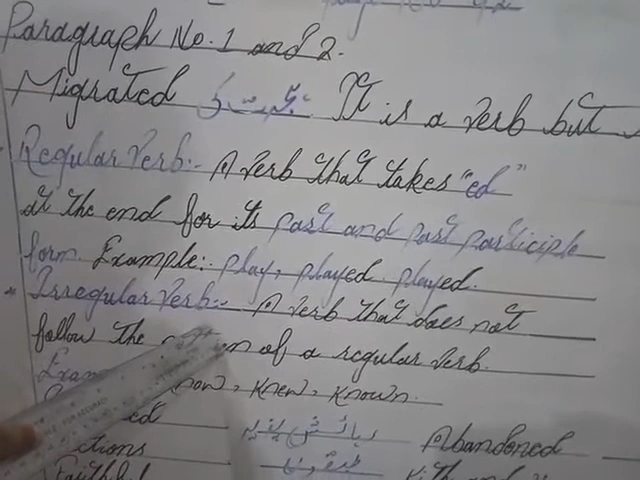 Paragraph No. 1 and 2.
Migrated It is a verb but
Regular Verb:- A verb that takes "ed"
at the end for its past and past participle
form. Example:- play, played played.
* Irregular Verb:- A verb that does not
follow the of a regular verb.
knew, known.
رہائش پذیر Abandoned